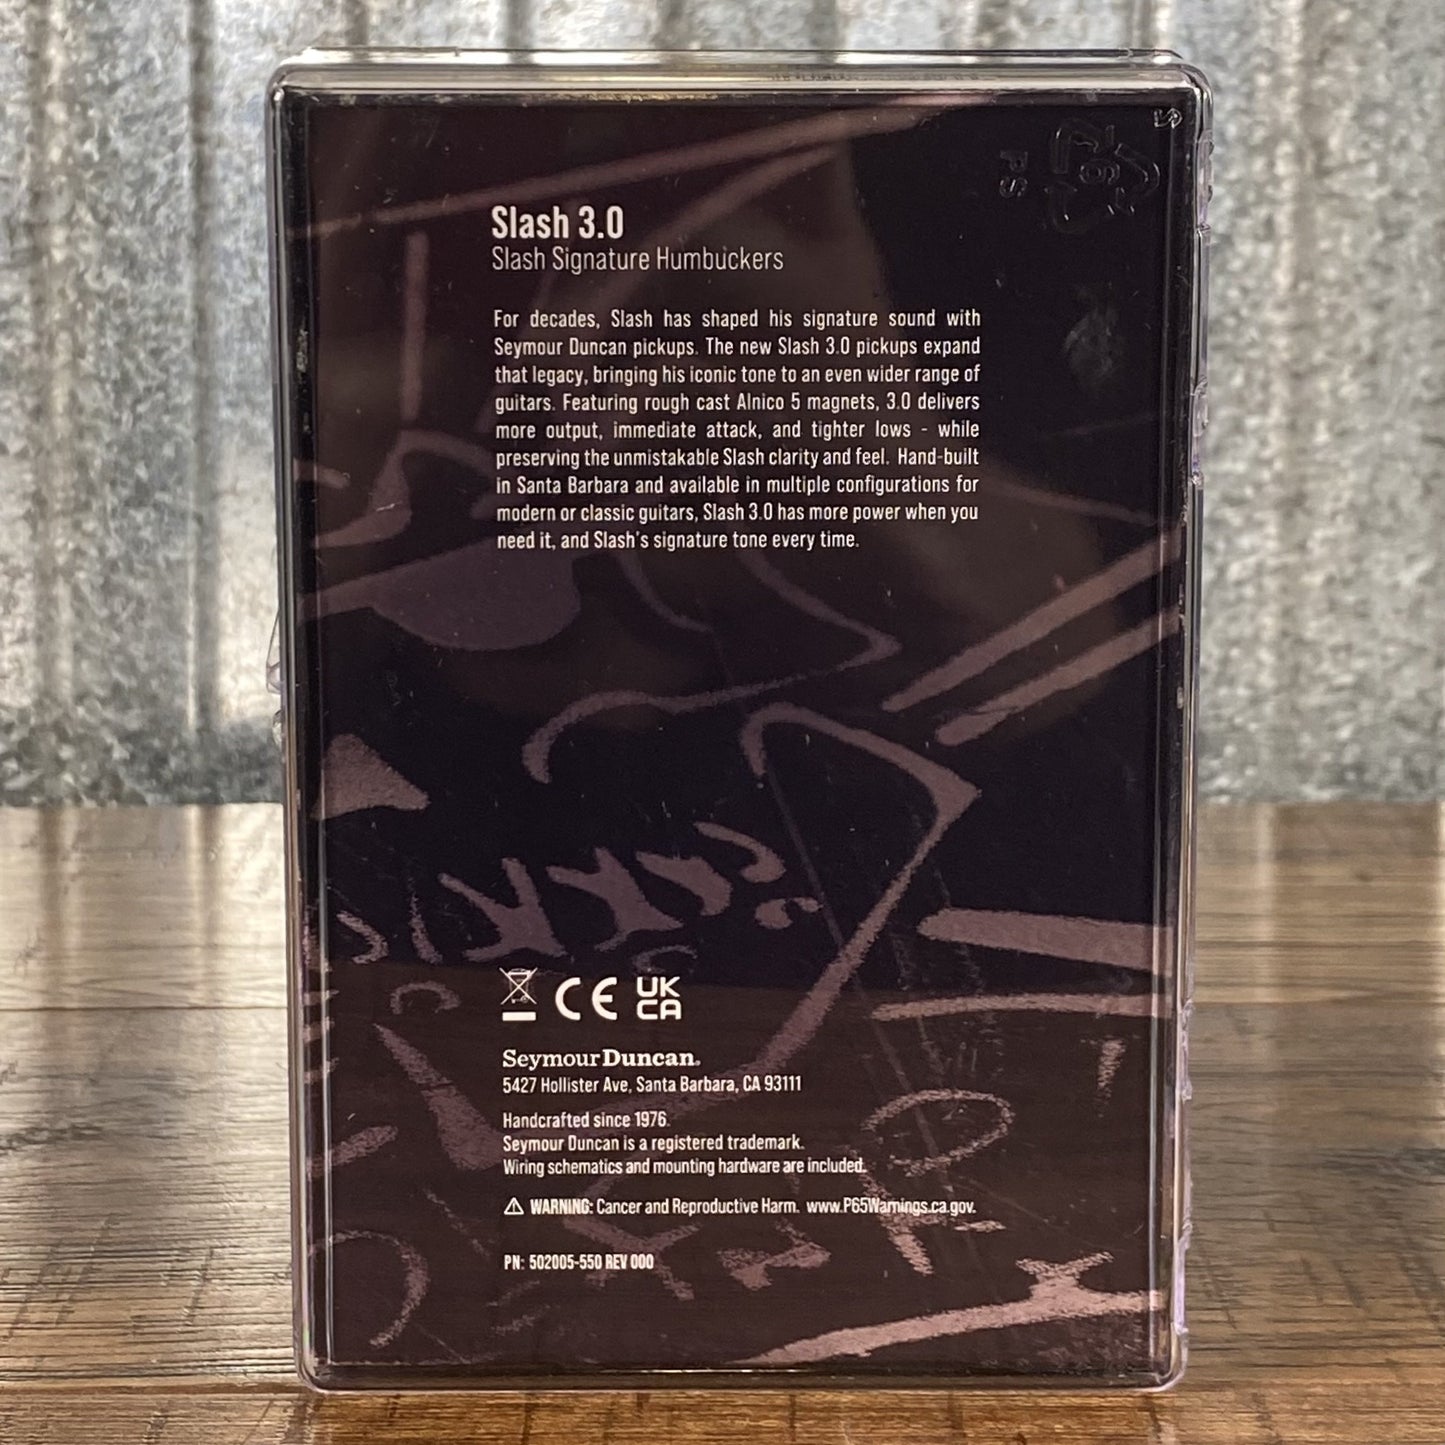 PS
6
Slash 3.0
Slash Signature Humbuckers
For decades, Slash has shaped his signature sound with
Seymour Duncan pickups. The new Slash 3.0 pickups expand
that legacy, bringing his iconic tone to an even wider range of
guitars. Featuring rough cast Alnico 5 magnets, 3.0 delivers
more output, immediate attack, and tighter lows - while
preserving the unmistakable Slash clarity and feel. Hand-built
in Santa Barbara and available in multiple configurations for
modern or classic guitars, Slash 3.0 has more power when you
need it, and Slash's signature tone every time.
CE UK
CA
Seymour Duncan.
5427 Hollister Ave, Santa Barbara, CA 93111
Handcrafted since 1976.
Seymour Duncan is a registered trademark.
Wiring schematics and mounting hardware are included.
⚠ WARNING: Cancer and Reproductive Harm. www.P65Warnings.ca.gov.
PN: 502005-550 REV 000